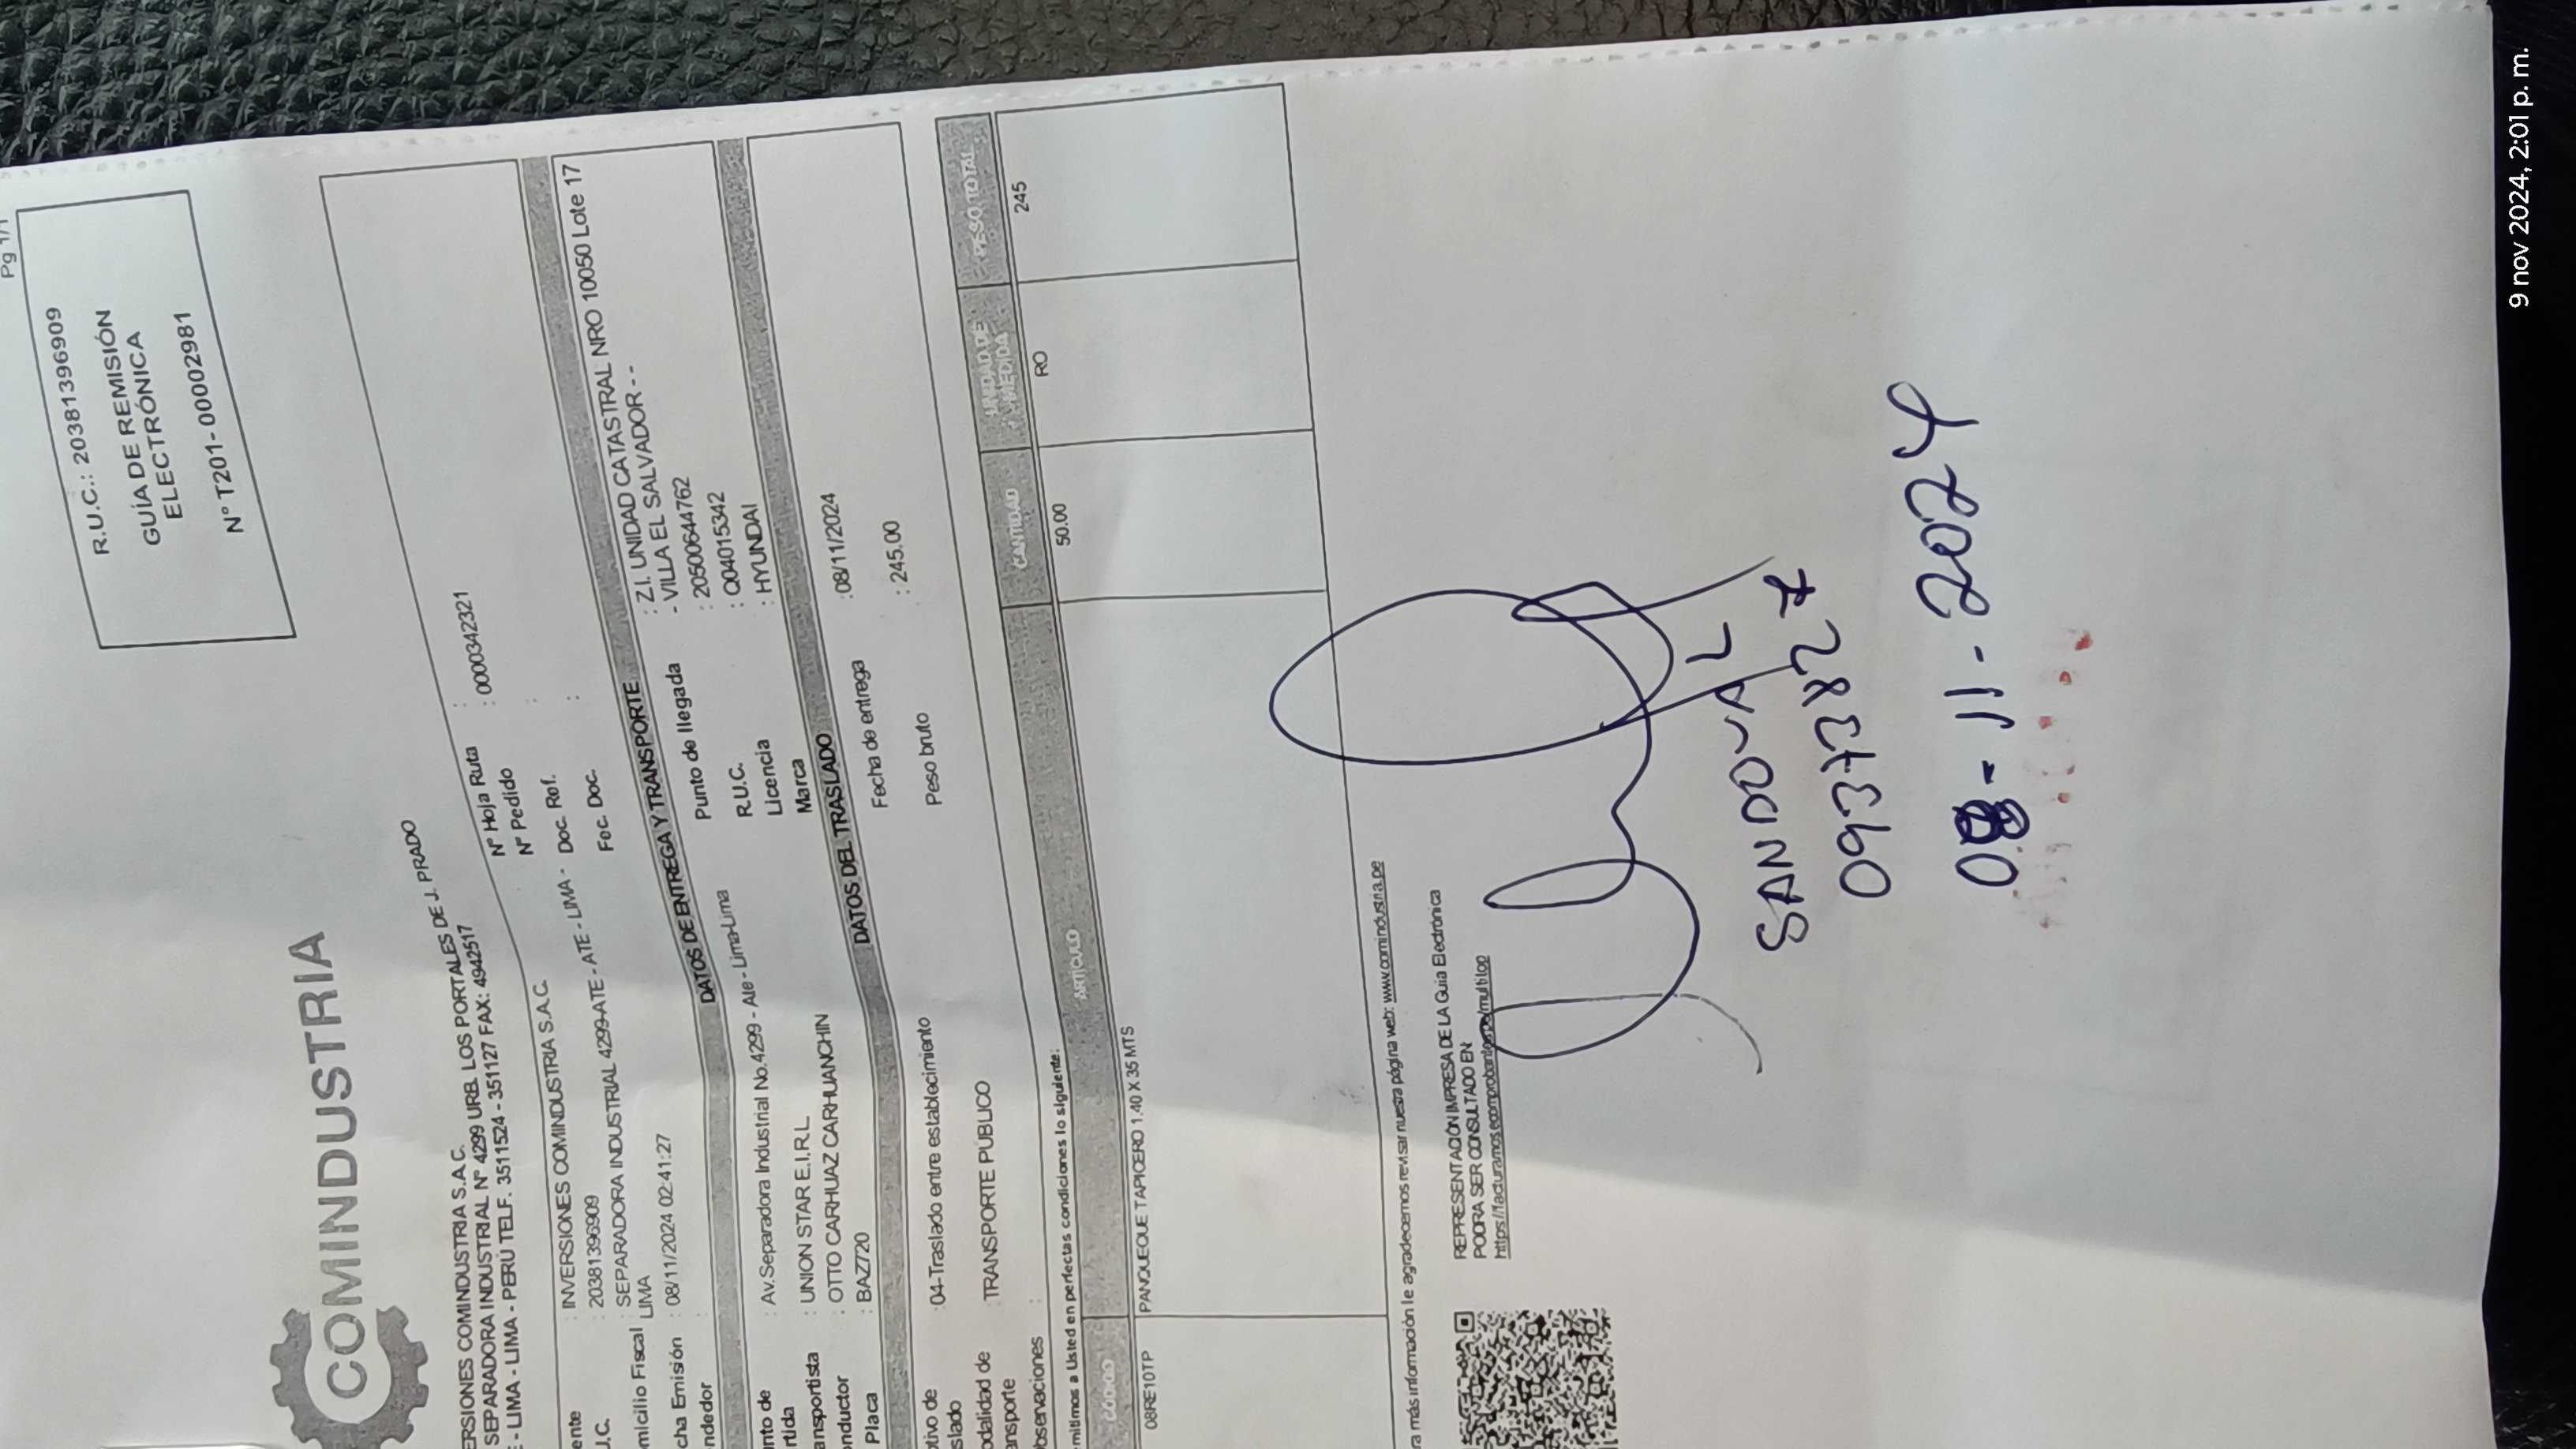 Pg 1/1
R.U.C.: 20381396909
GUÍA DE REMISIÓN
ELECTRÓNICA
N° T201-00002981
COMINDUSTRIA
ERSIONES COMINDUSTRIA S.A.C.
SEPARADORA INDUSTRIAL N° 4299 URB. LOS PORTALES DE J. PRADO
- LIMA - LIMA - PERÚ TELF. 3511524 - 351127 FAX: 4942517
ente : INVERSIONES COMINDUSTRIA S.A.C. N° Hoja Ruta :
N° Pedido : 0000342321
J.C. : 20381396909 Doc. Ref. :
micilio Fiscal : SEPARADORA INDUSTRIAL 4299-ATE - ATE - LIMA - Fec. Doc. :
LIMA
cha Emisión : 08/11/2024 02:41:27
ndedor :
DATOS DE ENTREGA Y TRANSPORTE
nto de : Av.Separadora Industrial No.4299 - Ate - Lima-Lima Punto de llegada : Z.I. UNIDAD CATASTRAL NRO 10050 Lote 17
rtida - VILLA EL SALVADOR - -
ansportista : UNION STAR E.I.R.L. R.U.C. : 20500644762
onductor : OTTO CARHUAZ CARHUANCHIN Licencia : Q04015342
Placa : BAZ720 Marca : HYUNDAI
DATOS DEL TRASLADO
otivo de : 04-Traslado entre establecimiento Fecha de entrega : 08/11/2024
slado
odalidad de : TRANSPORTE PUBLICO Peso bruto : 245.00
ansporte
bservaciones :
mitimos a Usted en perfectas condiciones lo siguiente:
CODIGO ARTICULO CANTIDAD UNIDAD DE MEDIDA PESO TOTAL
08RE10TP PANQUEQUE TAPICERO 1.40 X 35 MTS 50.00 RO 245
ra más información le agradecemos revisar nuestra página web: www.comindustria.pe
REPRESENTACIÓN IMPRESA DE LA Guía Electrónica
PODRA SER CONSULTADO EN:
SANDOVAL
09373827
08-11-2024
9 nov 2024, 2:01 p. m.